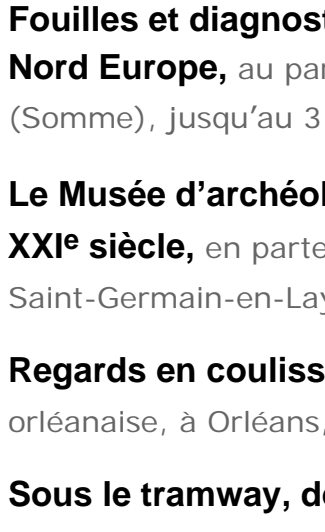 Fouilles et diagnost
Nord Europe, au par
(Somme), jusqu'au 3
Le Musée d'archéol
XXIe siècle, en parte
Saint-Germain-en-Lay
Regards en couliss
orléanaise, à Orléans,
Sous le tramway, de